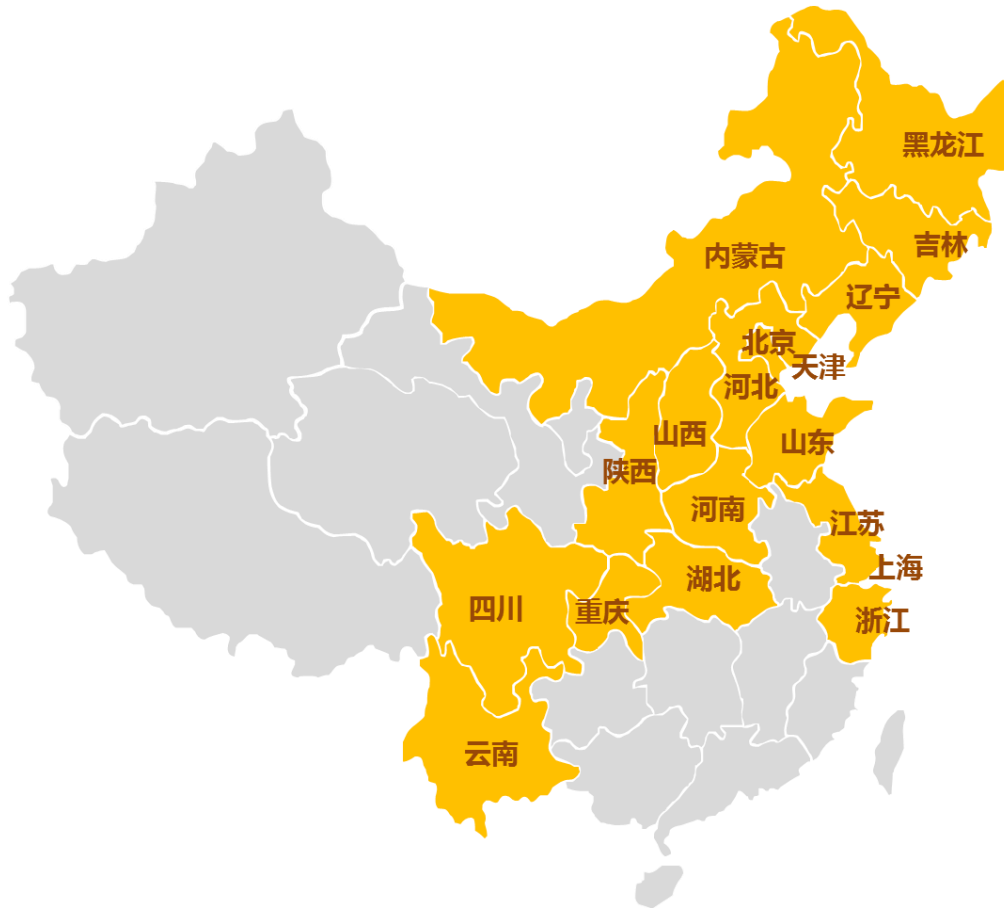 黑龙江
吉林
内蒙古
辽宁
北京
天津
河北
山西
山东
陕西
河南
江苏
上海
湖北
四川
重庆
浙江
云南